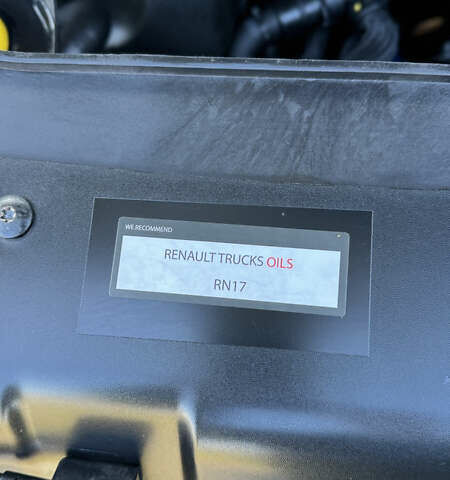 WE RECOMMEND
RENAULT TRUCKS OILS
RN17